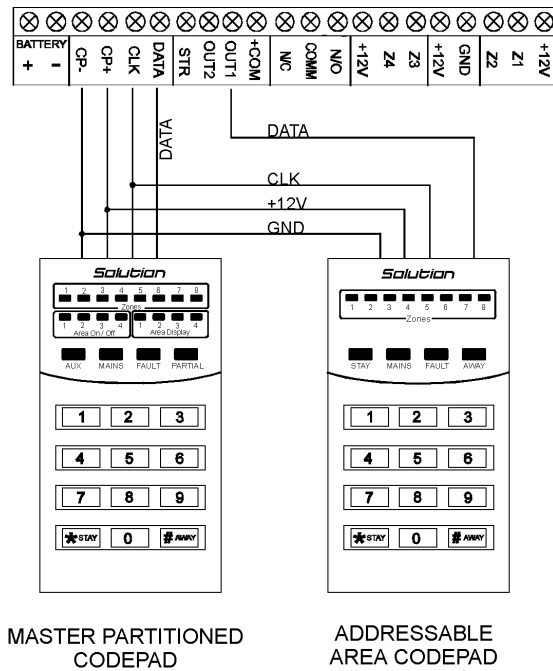 BATTERY
+ - CP- CP+ CLK DATA STR OUT2 OUT1 +COM N/C COMM N/O +12V Z4 Z3 +12V GND Z2 Z1 +12V
DATA
DATA
CLK
+12V
GND
Solution
1 2 3 4 5 6 7 8
Zones
1 2 3 4 1 2 3 4
Area On / Off Area Display
AUX MAINS FAULT PARTIAL
1 2 3
4 5 6
7 8 9
* STAY 0 # AWAY
MASTER PARTITIONED
CODEPAD
Solution
1 2 3 4 5 6 7 8
Zones
STAY MAINS FAULT AWAY
1 2 3
4 5 6
7 8 9
* STAY 0 # AWAY
ADDRESSABLE
AREA CODEPAD